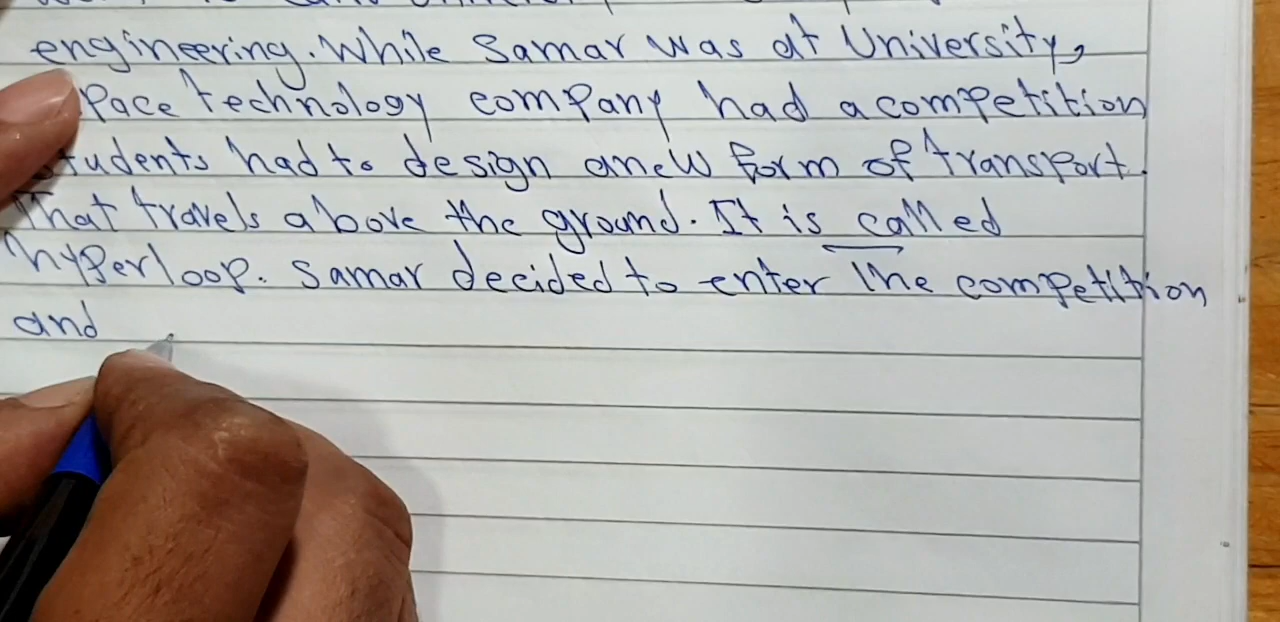 engineering. While Samar was at University,
Pace technology company had a competition
tudents had to design a new form of transport.
That travels above the ground. It is called
hyperloop. Samar decided to enter the competition
and